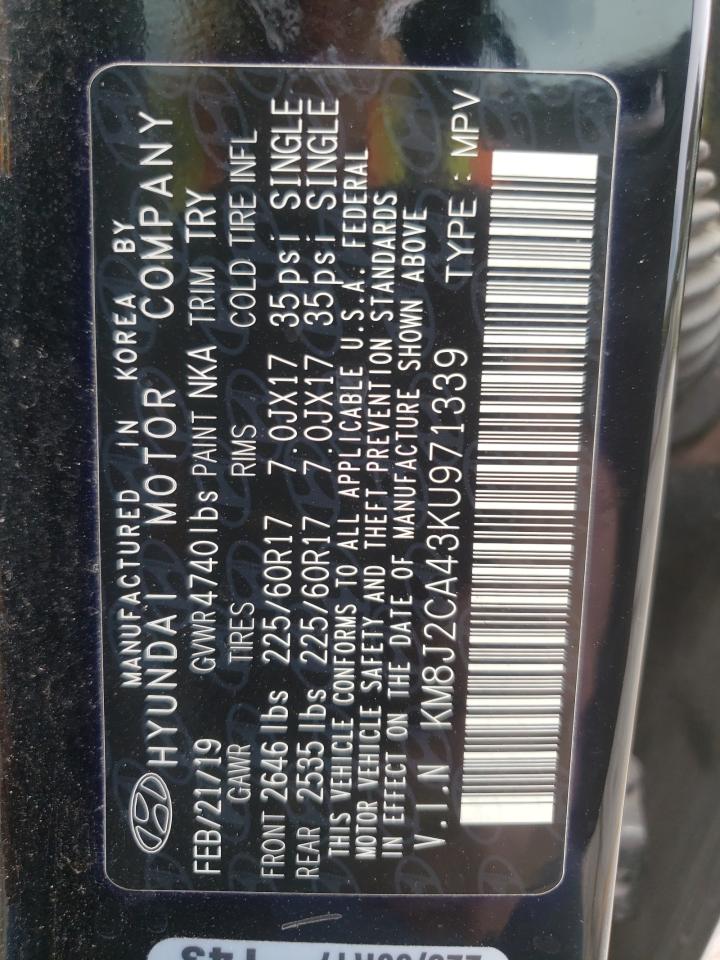 MANUFACTURED IN KOREA BY
HYUNDAI MOTOR COMPANY
FEB/21/19 GVWR 4740 lbs PAINT NKA TRIM TRY
GAWR TIRES RIMS COLD TIRE INFL
FRONT 2646 lbs 225/60R17 7.0JX17 35psi SINGLE
REAR 2535 lbs 225/60R17 7.0JX17 35psi SINGLE
THIS VEHICLE CONFORMS TO ALL APPLICABLE U.S.A. FEDERAL
MOTOR VEHICLE SAFETY AND THEFT PREVENTION STANDARDS
IN EFFECT ON THE DATE OF MANUFACTURE SHOWN ABOVE
V.I.N KM8J2CA43KU971339 TYPE : MPV